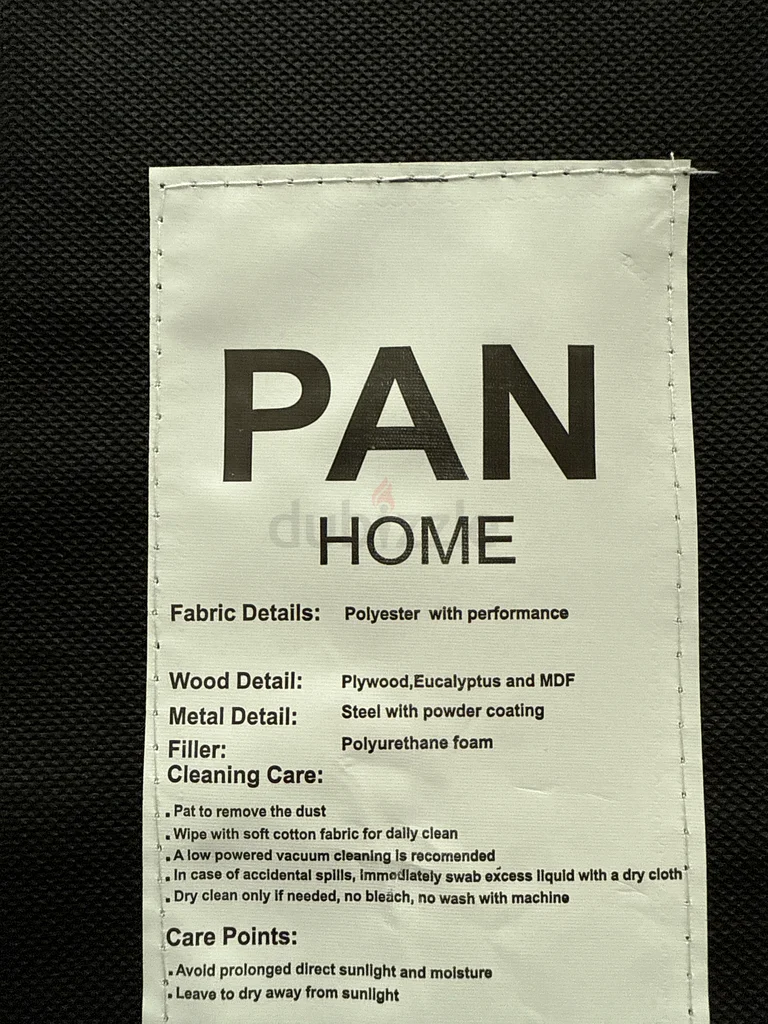 PAN
dubizzle
HOME
Fabric Details: Polyester with performance
Wood Detail: Plywood,Eucalyptus and MDF
Metal Detail: Steel with powder coating
Filler: Polyurethane foam
Cleaning Care:
. Pat to remove the dust
. Wipe with soft cotton fabric for daily clean
. A low powered vacuum cleaning is recomended
. In case of accidental spills, immediately swab excess liquid with a dry cloth
. Dry clean only if needed, no bleach, no wash with machine
Care Points:
. Avoid prolonged direct sunlight and moisture
. Leave to dry away from sunlight